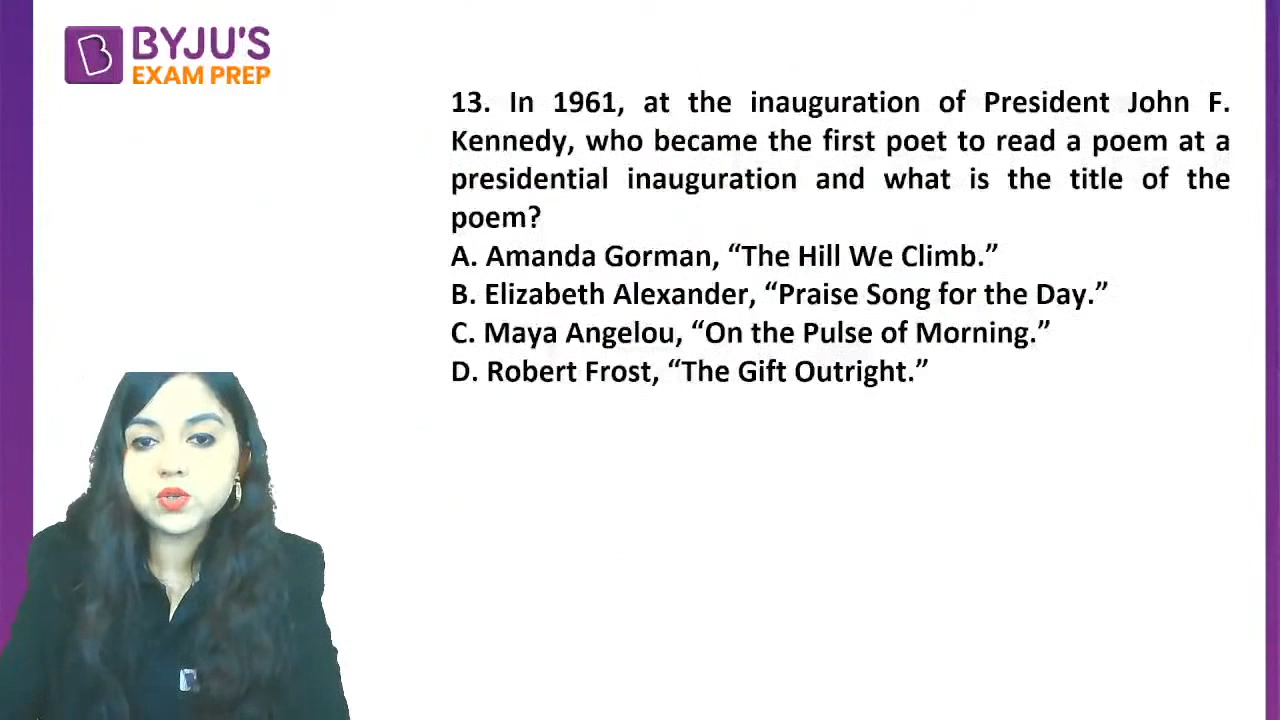 BYJU'S
EXAM PREP
13. In 1961, at the inauguration of President John F.
Kennedy, who became the first poet to read a poem at a
presidential inauguration and what is the title of the
poem?
A. Amanda Gorman, “The Hill We Climb.”
B. Elizabeth Alexander, “Praise Song for the Day.”
C. Maya Angelou, “On the Pulse of Morning.”
D. Robert Frost, “The Gift Outright.”